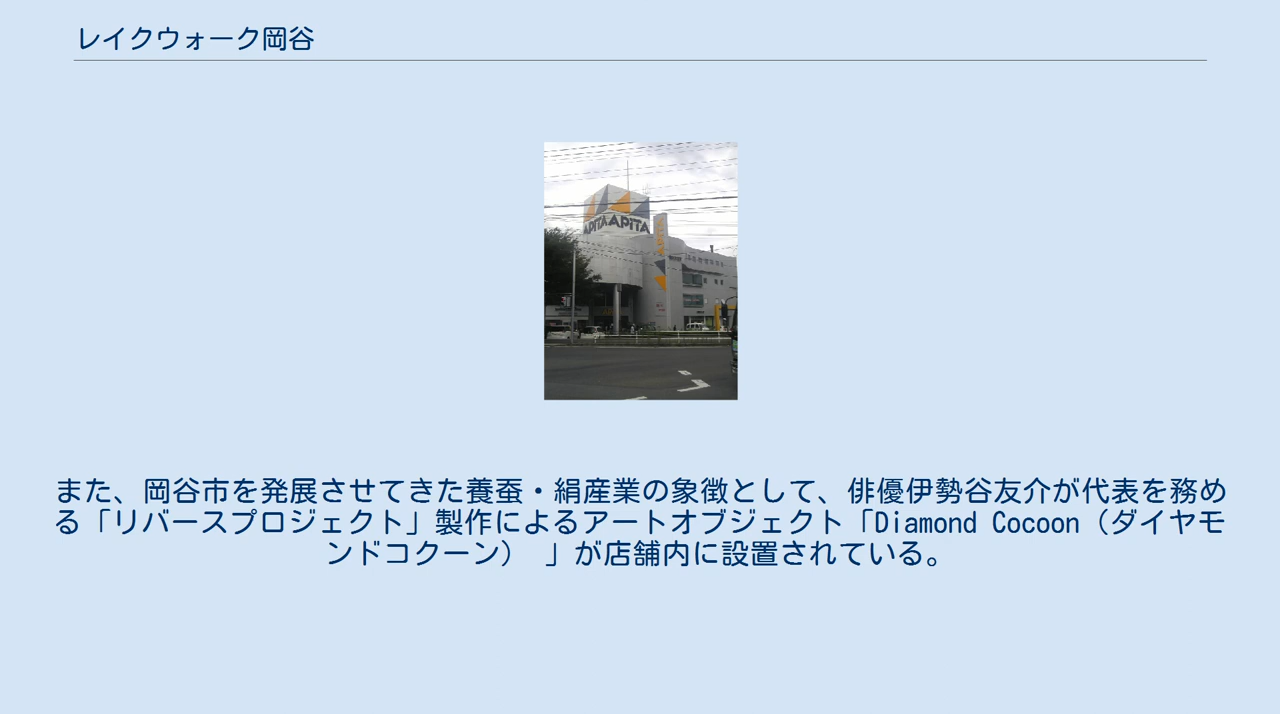 レイクウォーク岡谷
APITA APITA
また、岡谷市を発展させてきた養蚕・絹産業の象徴として、俳優伊勢谷友介が代表を務め
る「リバースプロジェクト」製作によるアートオブジェクト「Diamond Cocoon（ダイヤモ
ンドコクーン） 」が店舗内に設置されている。